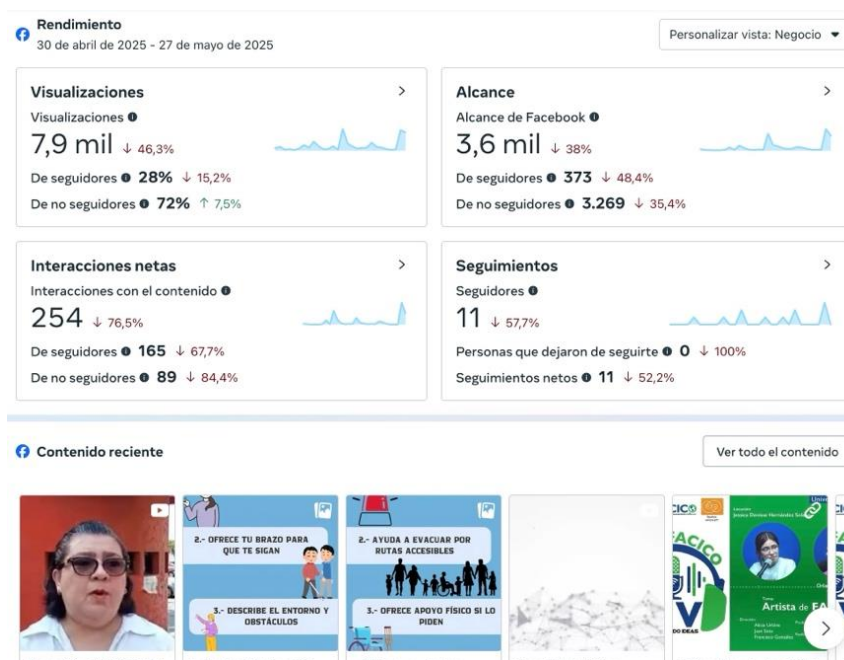 Rendimiento
30 de abril de 2025 - 27 de mayo de 2025
Personalizar vista: Negocio
Visualizaciones
Visualizaciones
7,9 mil ↓ 46,3%
De seguidores 28% ↓ 15,2%
De no seguidores 72% ↑ 7,5%
Alcance
Alcance de Facebook
3,6 mil ↓ 38%
De seguidores 373 ↓ 48,4%
De no seguidores 3.269 ↓ 35,4%
Interacciones netas
Interacciones con el contenido
254 ↓ 76,5%
De seguidores 165 ↓ 67,7%
De no seguidores 89 ↓ 84,4%
Seguimientos
Seguidores
11 ↓ 57,7%
Personas que dejaron de seguirte 0 ↓ 100%
Seguimientos netos 11 ↓ 52,2%
Contenido reciente
Ver todo el contenido
2.- OFRECE TU BRAZO PARA
QUE TE SIGAN
3.- DESCRIBE EL ENTORNO Y
OBSTÁCULOS
2.- AYUDA A EVACUAR POR
RUTAS ACCESIBLES
3.- OFRECE APOYO FÍSICO SI LO
PIDEN
Artista de